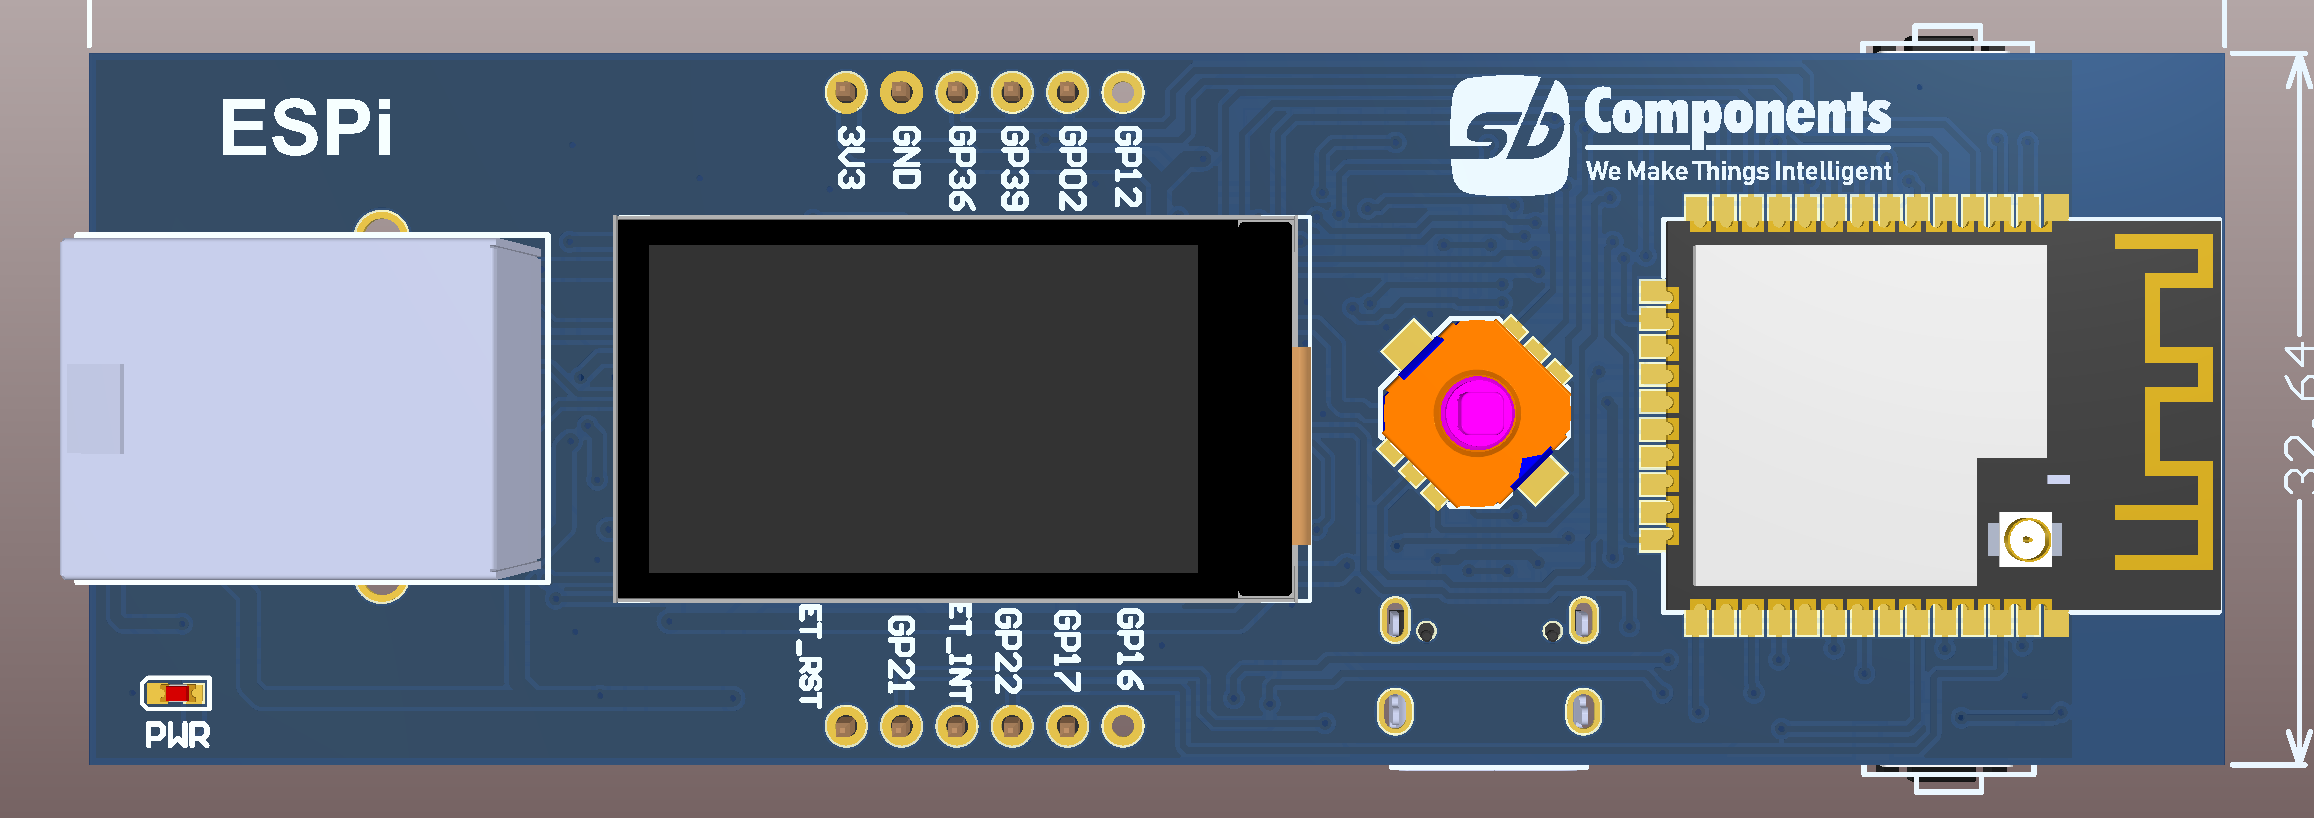 ESPi
sb
Components
We Make Things Intelligent
3V3
GND
GP36
GP39
GP02
GP12
ET_RST
GP21
ET_INT
GP22
GP17
GP16
PWR
32.64